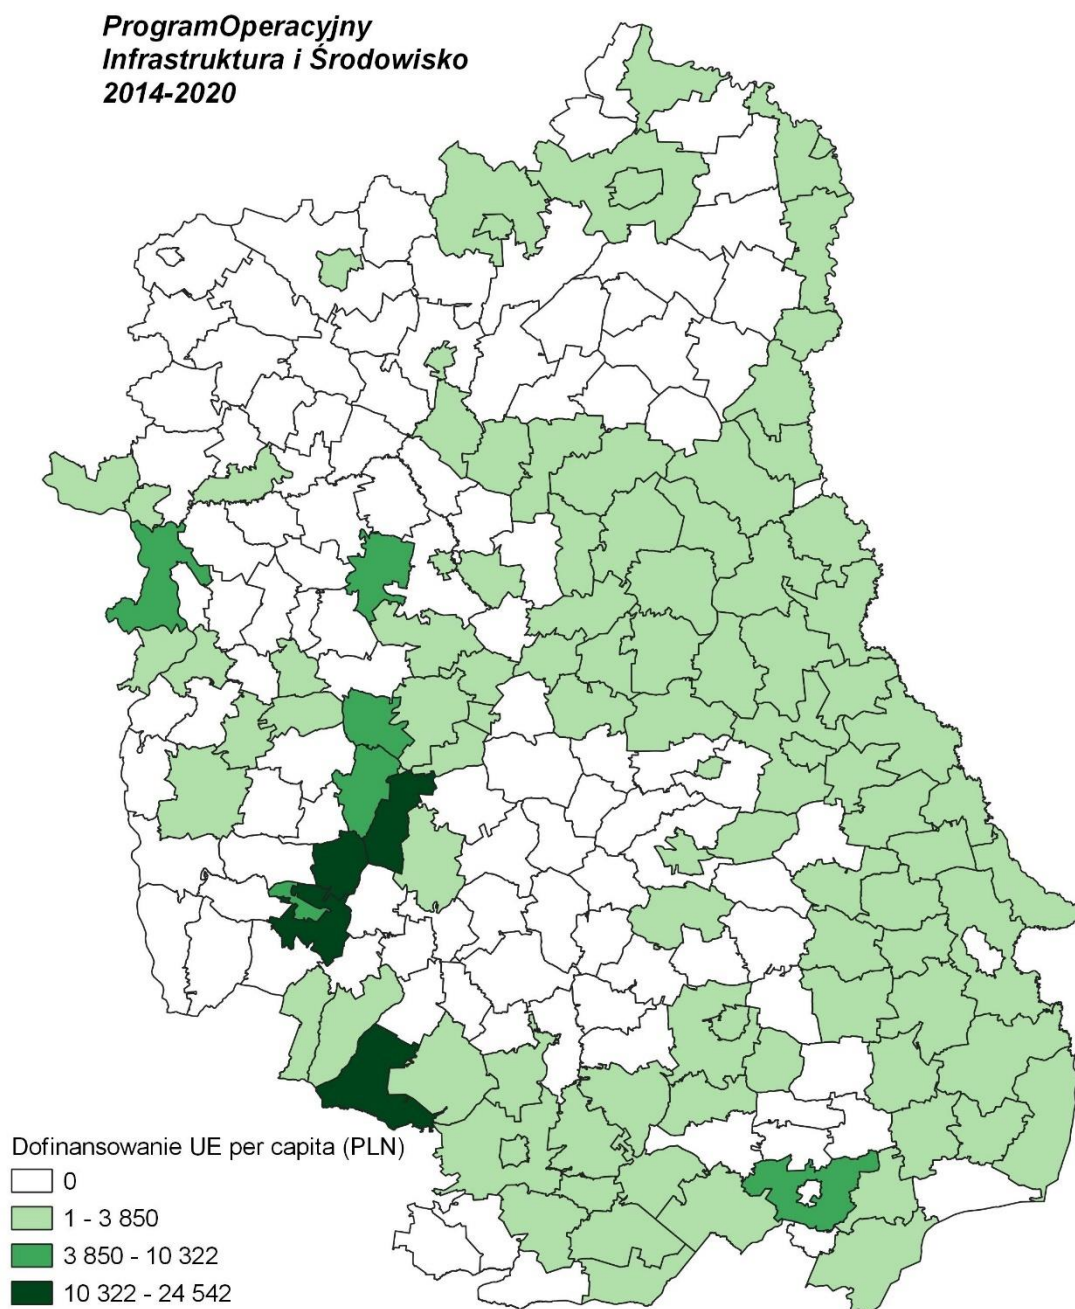 ProgramOperacyjny
Infrastruktura i Środowisko
2014-2020
Dofinansowanie UE per capita (PLN)
0
1 - 3 850
3 850 - 10 322
10 322 - 24 542